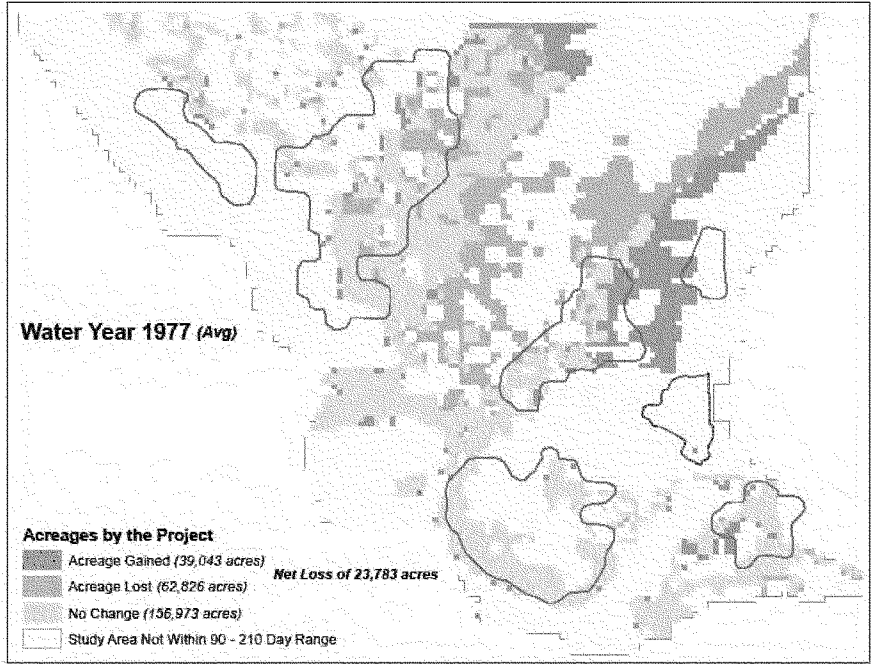 Water Year 1977 (Avg)
Acreages by the Project
Acreage Gained (39,043 acres)
Net Loss of 23,783 acres
Acreage Lost (62,826 acres)
No Change (156,973 acres)
Study Area Not Within 90 - 210 Day Range